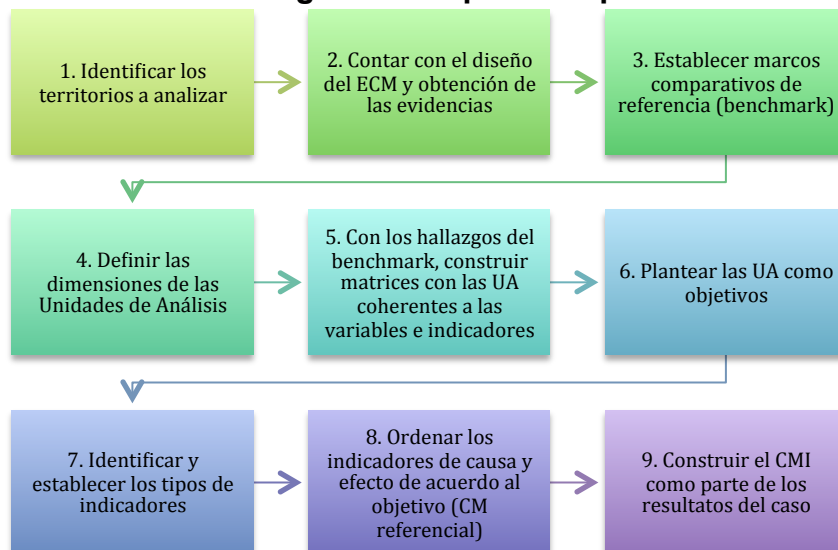 1. Identificar los
territorios a analizar
2. Contar con el diseño
del ECM y obtención de
las evidencias
3. Establecer marcos
comparativos de
referencia (benchmark)
4. Definir las
dimensiones de las
Unidades de Análisis
5. Con los hallazgos del
benchmark, construir
matrices con las UA
coherentes a las
variables e indicadores
6. Plantear las UA como
objetivos
7. Identificar y
establecer los tipos de
indicadores
8. Ordenar los
indicadores de causa y
efecto de acuerdo al
objetivo (CM
referencial)
9. Construir el CMI
como parte de los
resultados del caso